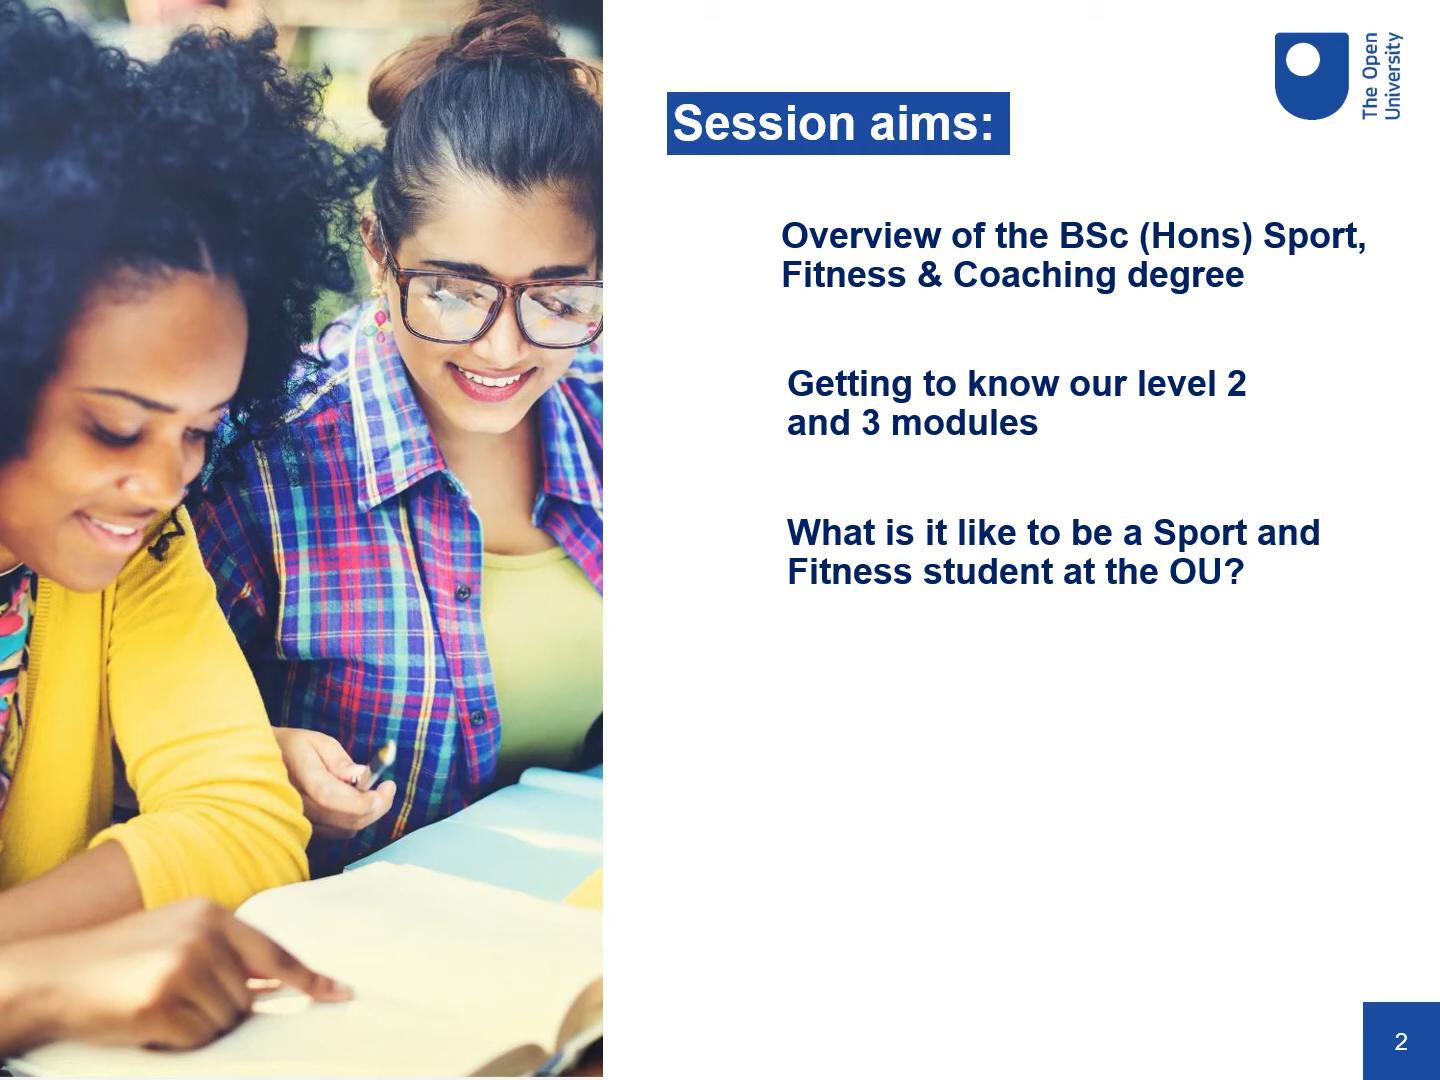 The Open
University
Session aims:
Overview of the BSc (Hons) Sport,
Fitness & Coaching degree
Getting to know our level 2
and 3 modules
What is it like to be a Sport and
Fitness student at the OU?
2